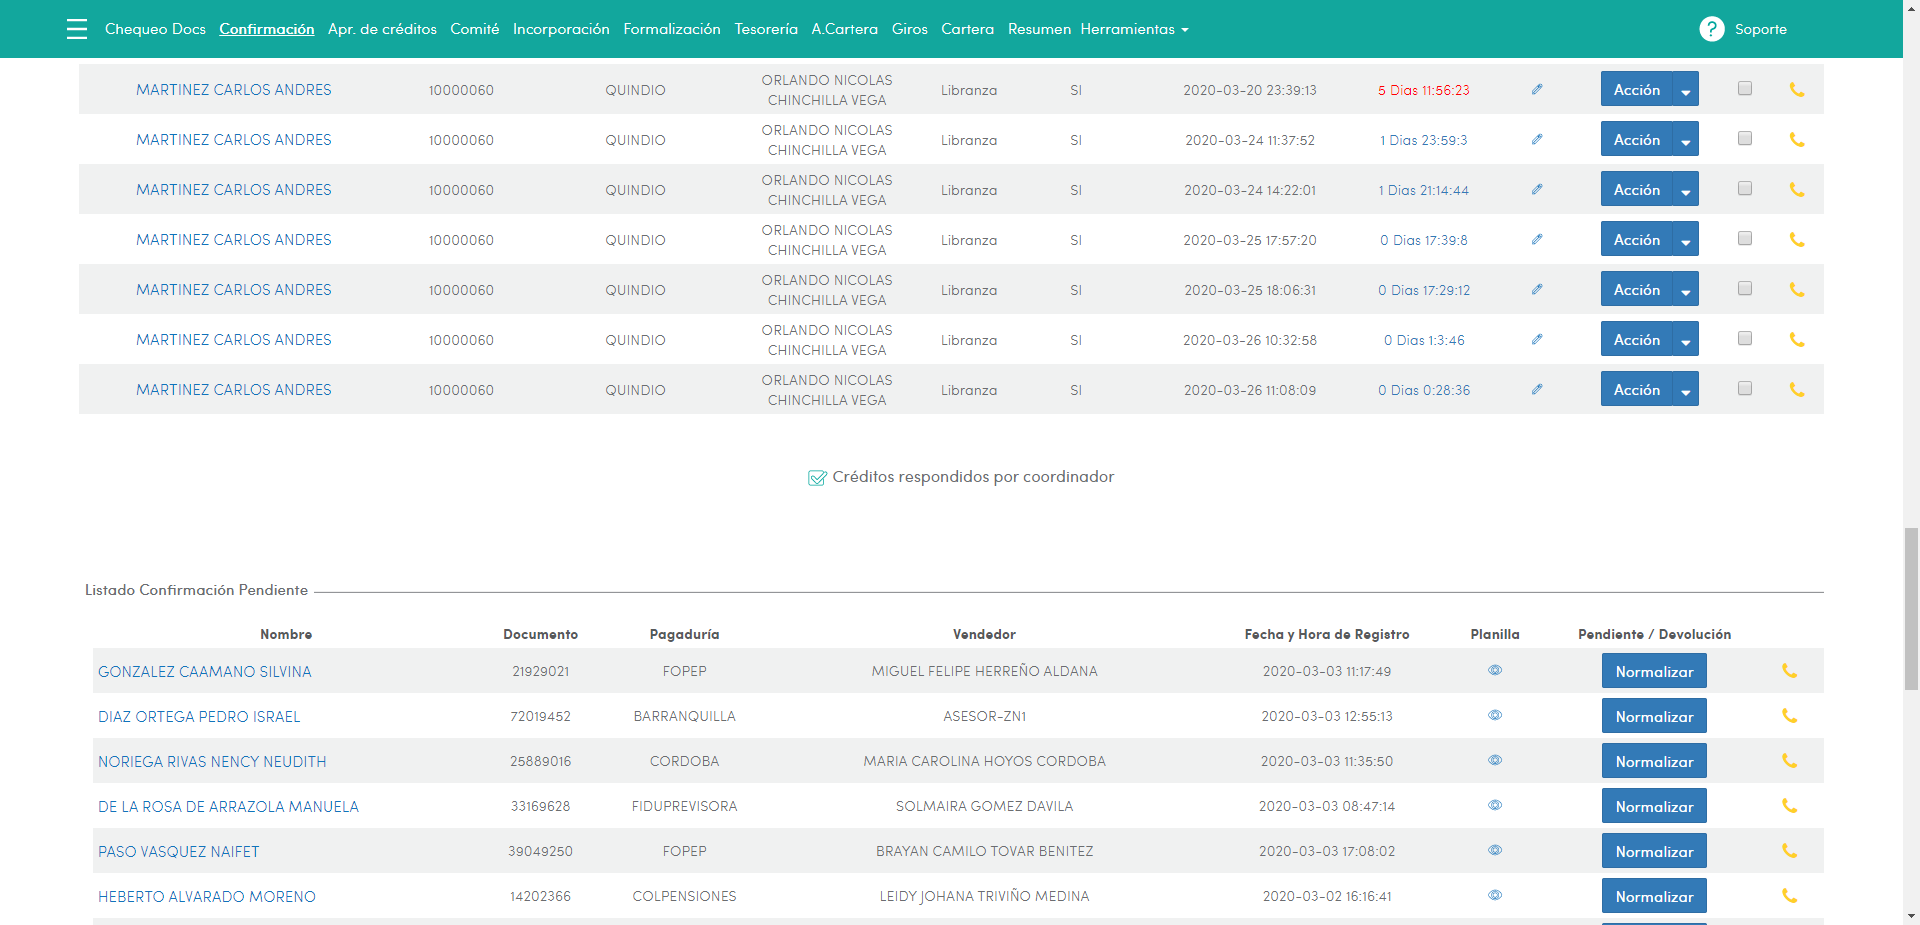 Chequeo Docs Confirmación Apr. de créditos Comité Incorporación Formalización Tesorería A.Cartera Giros Cartera Resumen Herramientas ? Soporte
MARTINEZ CARLOS ANDRES 10000060 QUINDIO ORLANDO NICOLAS CHINCHILLA VEGA Libranza SI 2020-03-20 23:39:13 5 Dias 11:56:23 Acción
MARTINEZ CARLOS ANDRES 10000060 QUINDIO ORLANDO NICOLAS CHINCHILLA VEGA Libranza SI 2020-03-24 11:37:52 1 Dias 23:59:3 Acción
MARTINEZ CARLOS ANDRES 10000060 QUINDIO ORLANDO NICOLAS CHINCHILLA VEGA Libranza SI 2020-03-24 14:22:01 1 Dias 21:14:44 Acción
MARTINEZ CARLOS ANDRES 10000060 QUINDIO ORLANDO NICOLAS CHINCHILLA VEGA Libranza SI 2020-03-25 17:57:20 0 Dias 17:39:8 Acción
MARTINEZ CARLOS ANDRES 10000060 QUINDIO ORLANDO NICOLAS CHINCHILLA VEGA Libranza SI 2020-03-25 18:06:31 0 Dias 17:29:12 Acción
MARTINEZ CARLOS ANDRES 10000060 QUINDIO ORLANDO NICOLAS CHINCHILLA VEGA Libranza SI 2020-03-26 10:32:58 0 Dias 1:3:46 Acción
MARTINEZ CARLOS ANDRES 10000060 QUINDIO ORLANDO NICOLAS CHINCHILLA VEGA Libranza SI 2020-03-26 11:08:09 0 Dias 0:28:36 Acción
Créditos respondidos por coordinador
Listado Confirmación Pendiente
Nombre Documento Pagaduría Vendedor Fecha y Hora de Registro Planilla Pendiente / Devolución
GONZALEZ CAAMANO SILVINA 21929021 FOPEP MIGUEL FELIPE HERREÑO ALDANA 2020-03-03 11:17:49 Normalizar
DIAZ ORTEGA PEDRO ISRAEL 72019452 BARRANQUILLA ASESOR-ZN1 2020-03-03 12:55:13 Normalizar
NORIEGA RIVAS NENCY NEUDITH 25889016 CORDOBA MARIA CAROLINA HOYOS CORDOBA 2020-03-03 11:35:50 Normalizar
DE LA ROSA DE ARRAZOLA MANUELA 33169628 FIDUPREVISORA SOLMAIRA GOMEZ DAVILA 2020-03-03 08:47:14 Normalizar
PASO VASQUEZ NAIFET 39049250 FOPEP BRAYAN CAMILO TOVAR BENITEZ 2020-03-03 17:08:02 Normalizar
HEBERTO ALVARADO MORENO 14202366 COLPENSIONES LEIDY JOHANA TRIVIÑO MEDINA 2020-03-02 16:16:41 Normalizar